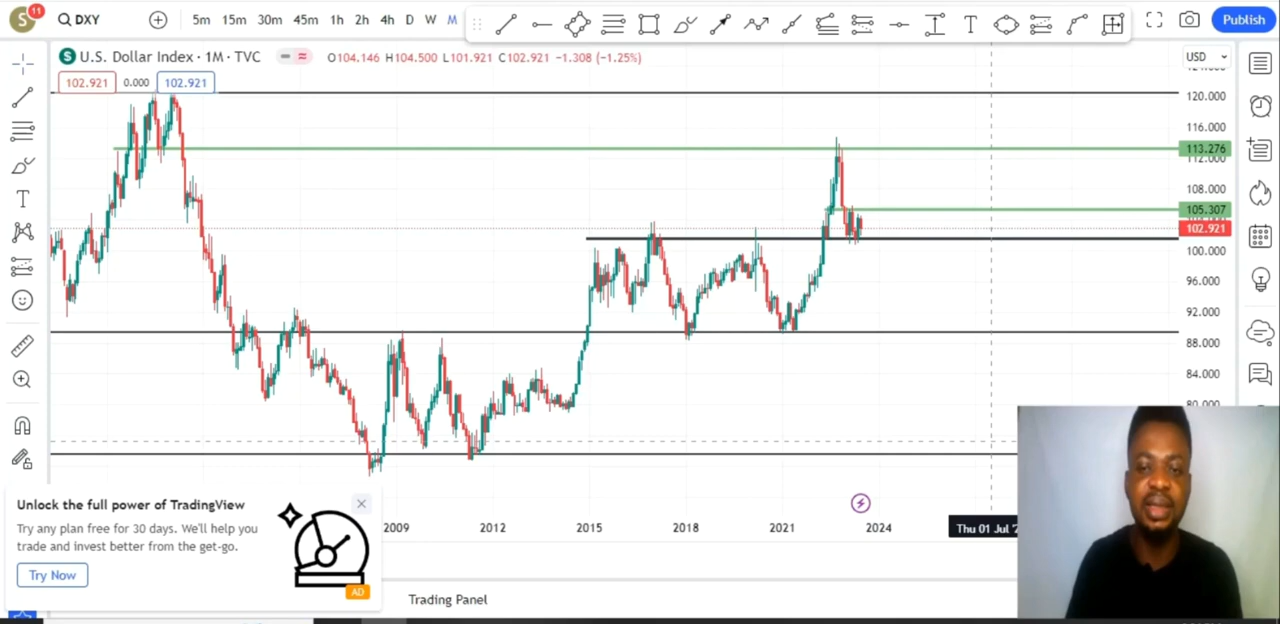 S 11 DXY 5m 15m 30m 45m 1h 2h 4h D W M T Publish
S U.S. Dollar Index · 1M · TVC O104.146 H104.500 L101.921 C102.921 −1.308 (−1.25%) USD
102.921 0.000 102.921
120.000
116.000
113.276
112.000
108.000
105.307
102.921
100.000
96.000
92.000
88.000
84.000
80.000
T
Unlock the full power of TradingView
Try any plan free for 30 days. We'll help you
trade and invest better from the get-go.
Try Now
AD
2009 2012 2015 2018 2021 2024 Thu 01 Jul
Trading Panel